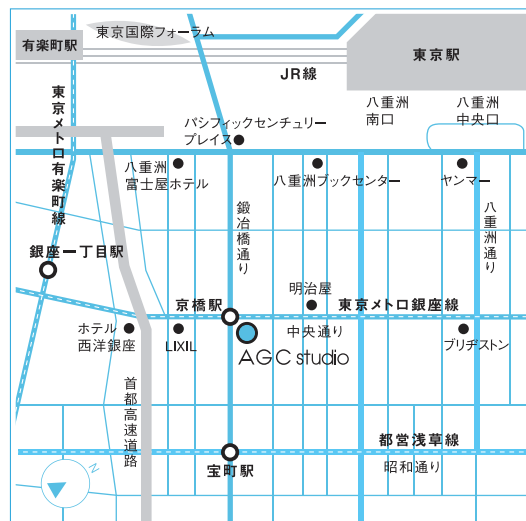 東京国際フォーラム
有楽町駅
東京駅
JR線
東京メトロ有楽町線
八重洲
南口
八重洲
中央口
パシフィックセンチュリー
プレイス
八重洲
富士屋ホテル
八重洲ブックセンター
ヤンマー
鍛冶橋通り
八重洲通り
銀座一丁目駅
京橋駅
明治屋
東京メトロ銀座線
ホテル
西洋銀座
LIXIL
中央通り
ブリヂストン
AGC studio
首都高速道路
都営浅草線
昭和通り
宝町駅
N